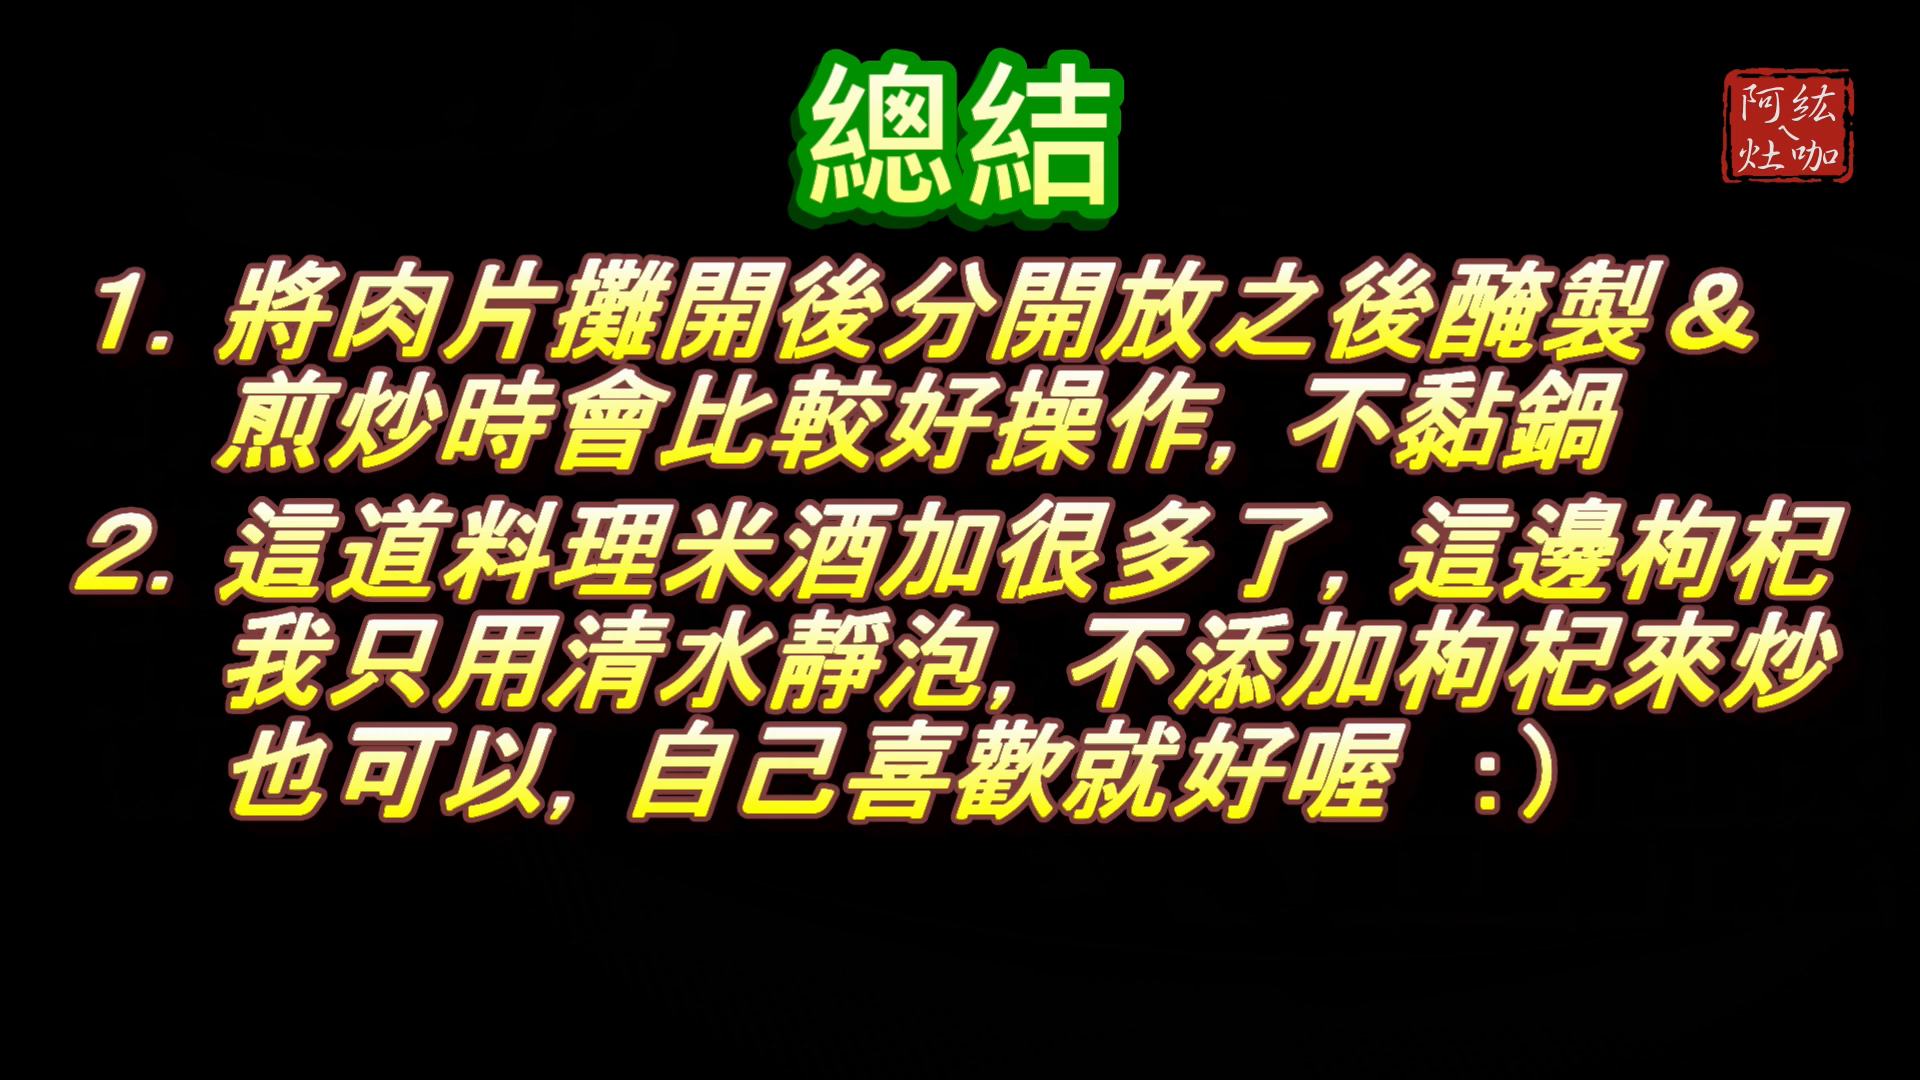 總結
阿紘
ㄟ
灶咖
1. 將肉片攤開後分開放之後醃製&
煎炒時會比較好操作, 不黏鍋
2. 這道料理米酒加很多了, 這邊枸杞
我只用清水靜泡, 不添加枸杞來炒
也可以, 自己喜歡就好喔 :)